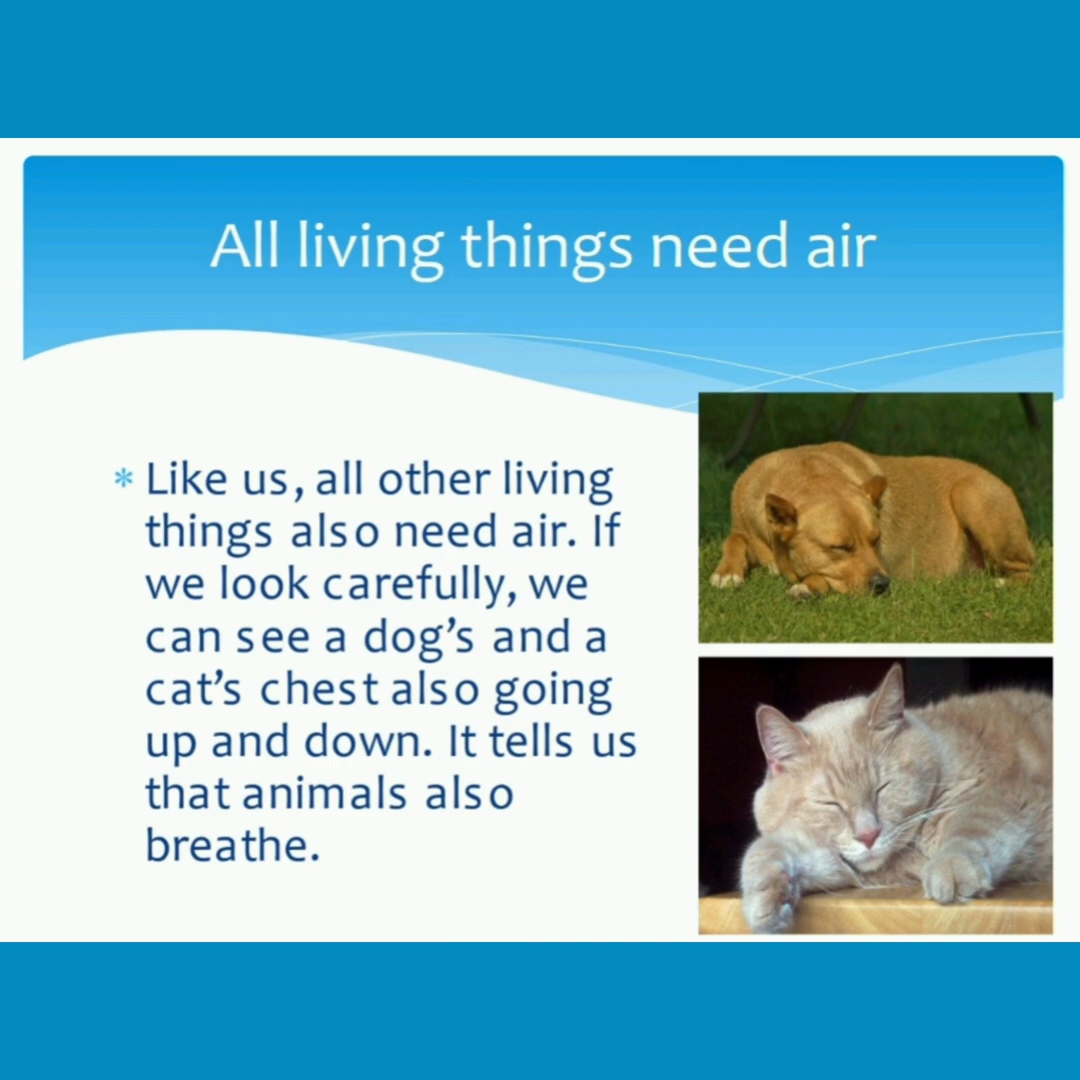 All living things need air
* Like us, all other living
things also need air. If
we look carefully, we
can see a dog’s and a
cat’s chest also going
up and down. It tells us
that animals also
breathe.